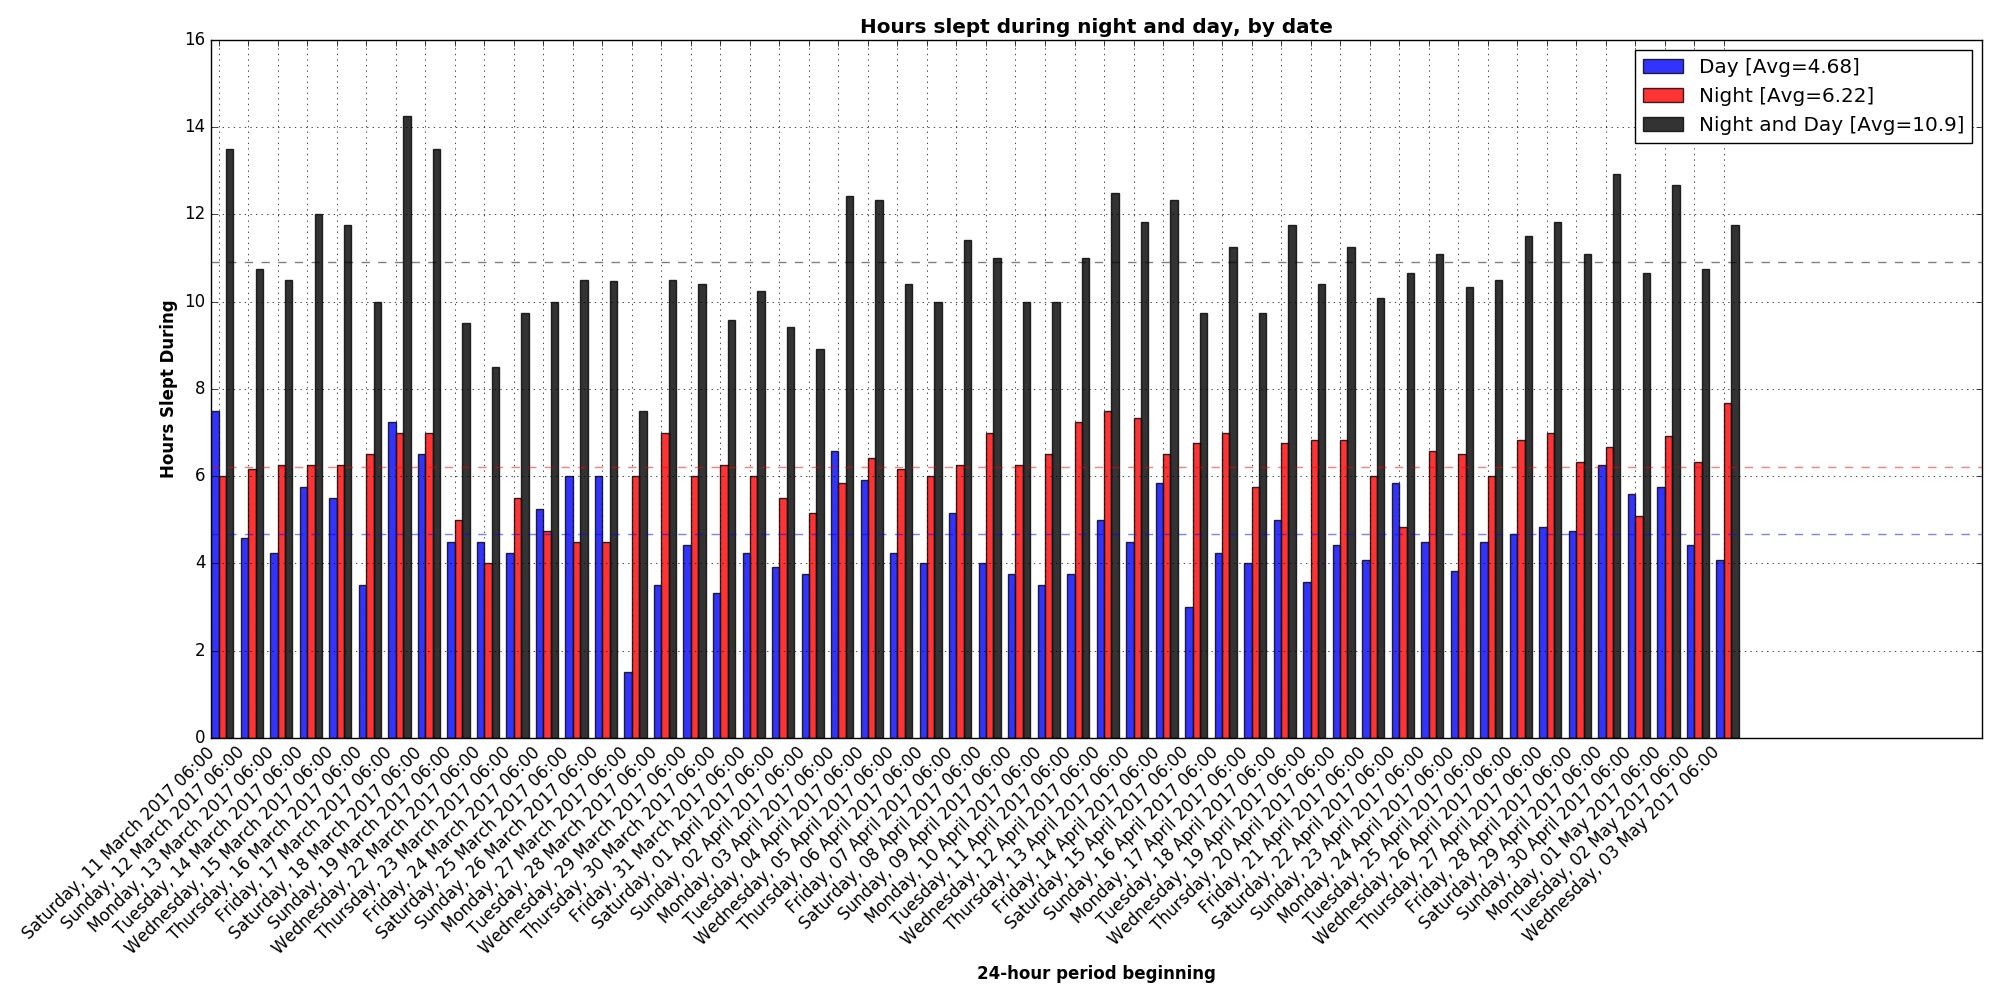 Hours slept during night and day, by date
16
14
12
10
8
6
4
2
0
Hours Slept During
Day [Avg=4.68]
Night [Avg=6.22]
Night and Day [Avg=10.9]
Saturday, 11 March 2017 06:00
Sunday, 12 March 2017 06:00
Monday, 13 March 2017 06:00
Tuesday, 14 March 2017 06:00
Wednesday, 15 March 2017 06:00
Thursday, 16 March 2017 06:00
Friday, 17 March 2017 06:00
Saturday, 18 March 2017 06:00
Sunday, 19 March 2017 06:00
Wednesday, 22 March 2017 06:00
Thursday, 23 March 2017 06:00
Friday, 24 March 2017 06:00
Saturday, 25 March 2017 06:00
Sunday, 26 March 2017 06:00
Monday, 27 March 2017 06:00
Tuesday, 28 March 2017 06:00
Wednesday, 29 March 2017 06:00
Thursday, 30 March 2017 06:00
Friday, 31 March 2017 06:00
Saturday, 01 April 2017 06:00
Sunday, 02 April 2017 06:00
Monday, 03 April 2017 06:00
Tuesday, 04 April 2017 06:00
Wednesday, 05 April 2017 06:00
Thursday, 06 April 2017 06:00
Friday, 07 April 2017 06:00
Saturday, 08 April 2017 06:00
Sunday, 09 April 2017 06:00
Monday, 10 April 2017 06:00
Tuesday, 11 April 2017 06:00
Wednesday, 12 April 2017 06:00
Thursday, 13 April 2017 06:00
Friday, 14 April 2017 06:00
Saturday, 15 April 2017 06:00
Sunday, 16 April 2017 06:00
Monday, 17 April 2017 06:00
Tuesday, 18 April 2017 06:00
Wednesday, 19 April 2017 06:00
Thursday, 20 April 2017 06:00
Friday, 21 April 2017 06:00
Saturday, 22 April 2017 06:00
Sunday, 23 April 2017 06:00
Monday, 24 April 2017 06:00
Tuesday, 25 April 2017 06:00
Wednesday, 26 April 2017 06:00
Thursday, 27 April 2017 06:00
Friday, 28 April 2017 06:00
Saturday, 29 April 2017 06:00
Sunday, 30 April 2017 06:00
Monday, 01 May 2017 06:00
Tuesday, 02 May 2017 06:00
Wednesday, 03 May 2017 06:00
24-hour period beginning